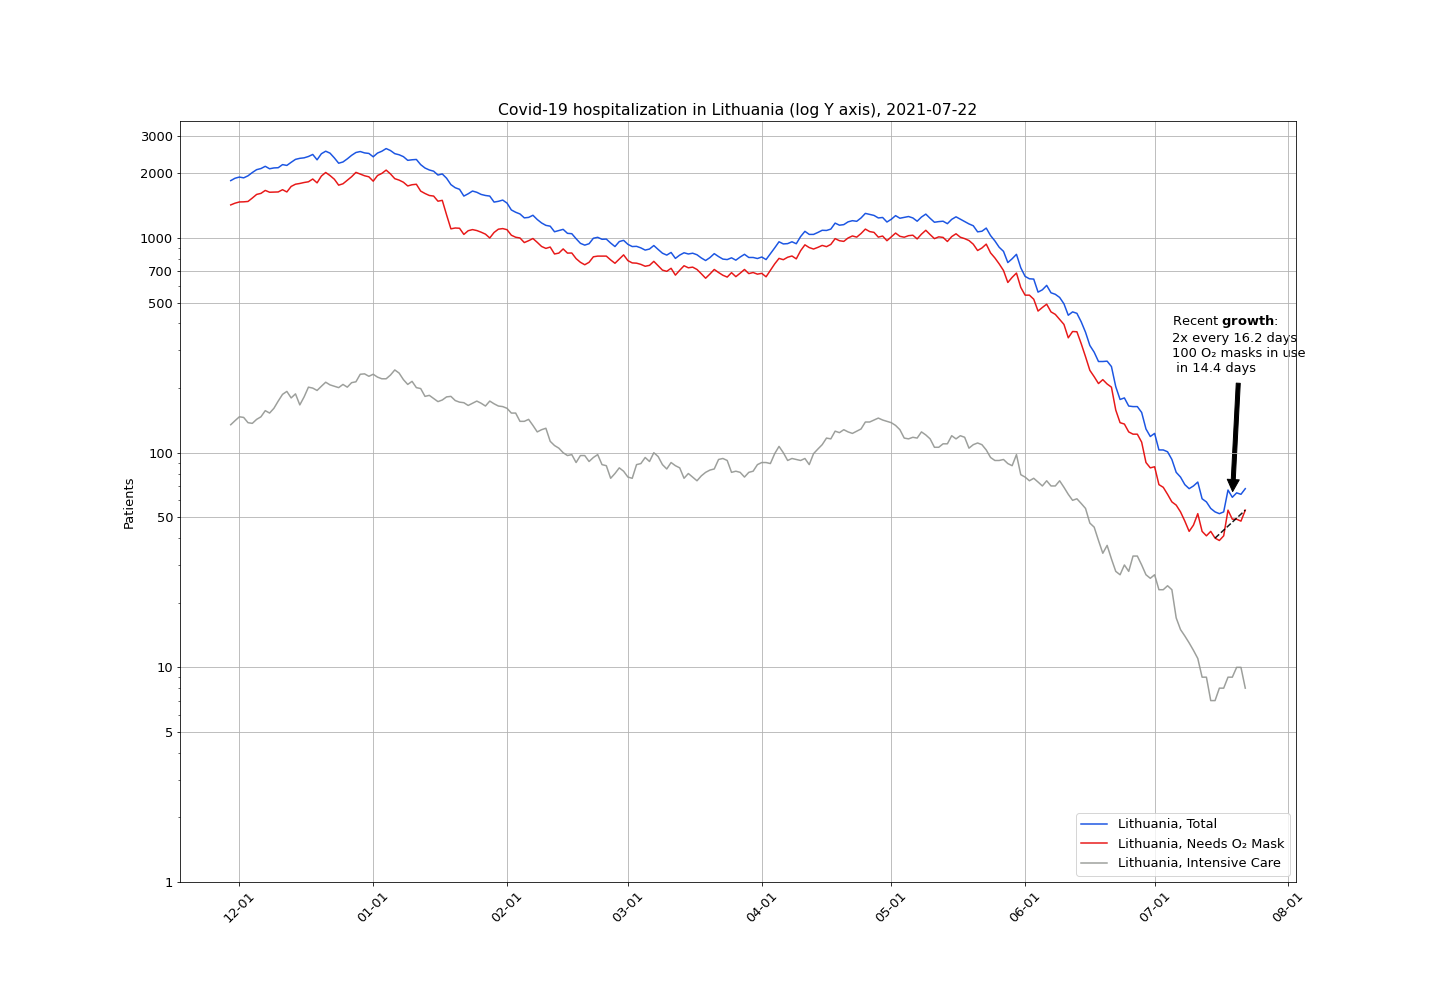 Covid-19 hospitalization in Lithuania (log Y axis), 2021-07-22
3000
2000
1000
700
500
100
50
10
5
1
Patients
Recent growth:
2x every 16.2 days
100 O₂ masks in use
in 14.4 days
Lithuania, Total
Lithuania, Needs O₂ Mask
Lithuania, Intensive Care
12-01
01-01
02-01
03-01
04-01
05-01
06-01
07-01
08-01